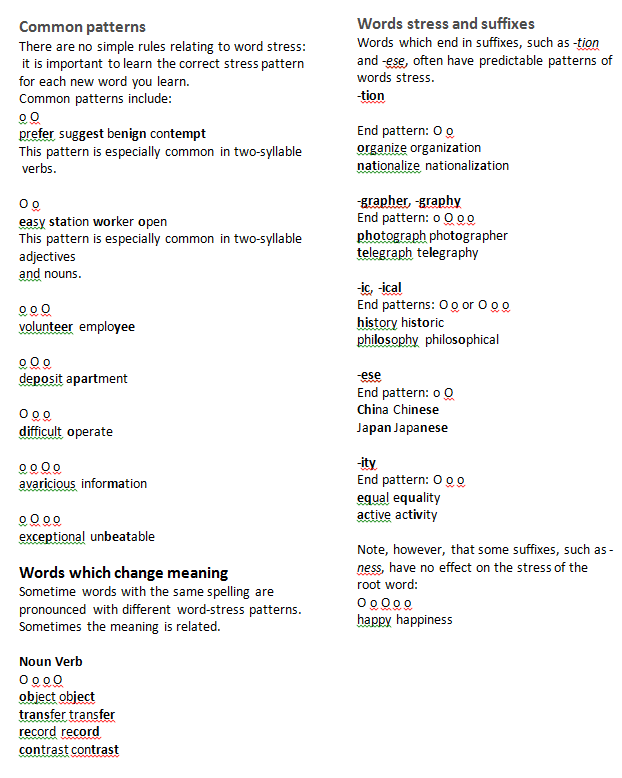 Common patterns
There are no simple rules relating to word stress:
it is important to learn the correct stress pattern
for each new word you learn.
Common patterns include:
o O
prefer suggest benign contempt
This pattern is especially common in two-syllable
verbs.
O o
easy station worker open
This pattern is especially common in two-syllable
adjectives
and nouns.
o o O
volunteer employee
o O o
deposit apartment
O o o
difficult operate
o o O o
avaricious information
o O o o
exceptional unbeatable
Words which change meaning
Sometime words with the same spelling are
pronounced with different word-stress patterns.
Sometimes the meaning is related.
Noun Verb
O o o O
object object
transfer transfer
record record
contrast contrast
Words stress and suffixes
Words which end in suffixes, such as -tion
and -ese, often have predictable patterns of
words stress.
-tion
End pattern: O o
organize organization
nationalize nationalization
-grapher, -graphy
End pattern: o O o o
photograph photographer
telegraph telegraphy
-ic, -ical
End patterns: O o or O o o
history historic
philosophy philosophical
-ese
End pattern: o O
China Chinese
Japan Japanese
-ity
End pattern: O o o
equal equality
active activity
Note, however, that some suffixes, such as -
ness, have no effect on the stress of the
root word:
O o O o o
happy happiness